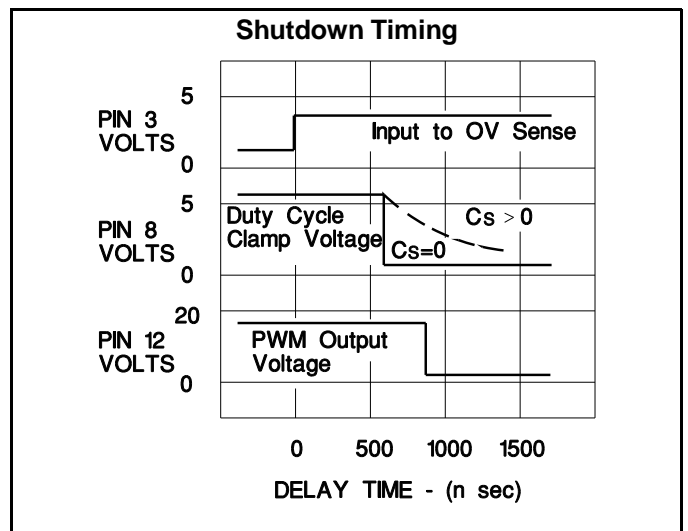 Shutdown Timing
5
PIN 3
VOLTS
0
Input to OV Sense
5
PIN 8
VOLTS
0
Duty Cycle
Clamp Voltage
Cs > 0
Cs=0
20
PIN 12
VOLTS
0
PWM Output
Voltage
0 500 1000 1500
DELAY TIME - (n sec)